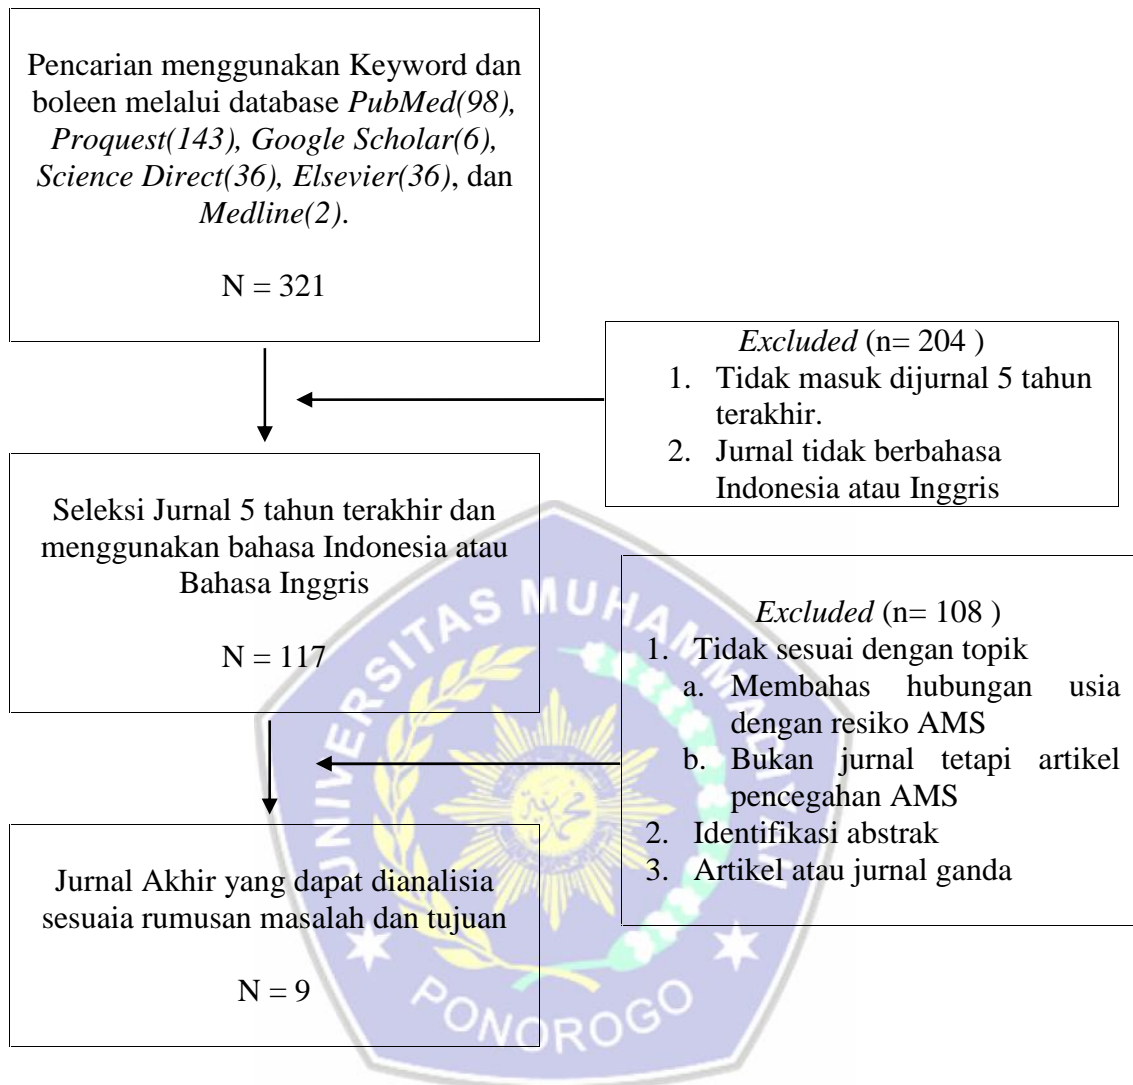 Pencarian menggunakan Keyword dan
boleen melalui database PubMed(98),
Proquest(143), Google Scholar(6),
Science Direct(36), Elsevier(36), dan
Medline(2).
N = 321
Excluded (n= 204 )
1. Tidak masuk dijurnal 5 tahun
terakhir.
2. Jurnal tidak berbahasa
Indonesia atau Inggris
Seleksi Jurnal 5 tahun terakhir dan
menggunakan bahasa Indonesia atau
Bahasa Inggris
N = 117
Excluded (n= 108 )
1. Tidak sesuai dengan topik
a. Membahas hubungan usia
dengan resiko AMS
b. Bukan jurnal tetapi artikel
pencegahan AMS
2. Identifikasi abstrak
3. Artikel atau jurnal ganda
Jurnal Akhir yang dapat dianalisia
sesuaia rumusan masalah dan tujuan
N = 9
UNIVERSITAS MUHAMMADIYAH
PONOROGO